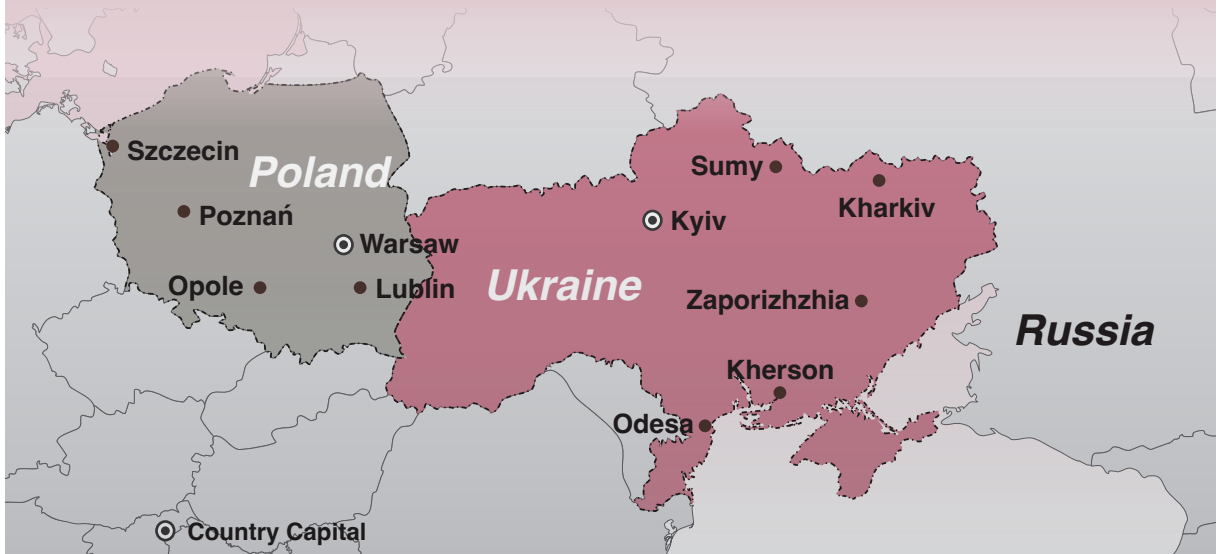 Szczecin
Poland
Sumy
Kharkiv
Poznań
Kyiv
Warsaw
Opole
Lublin
Ukraine
Zaporizhzhia
Russia
Kherson
Odesa
Country Capital